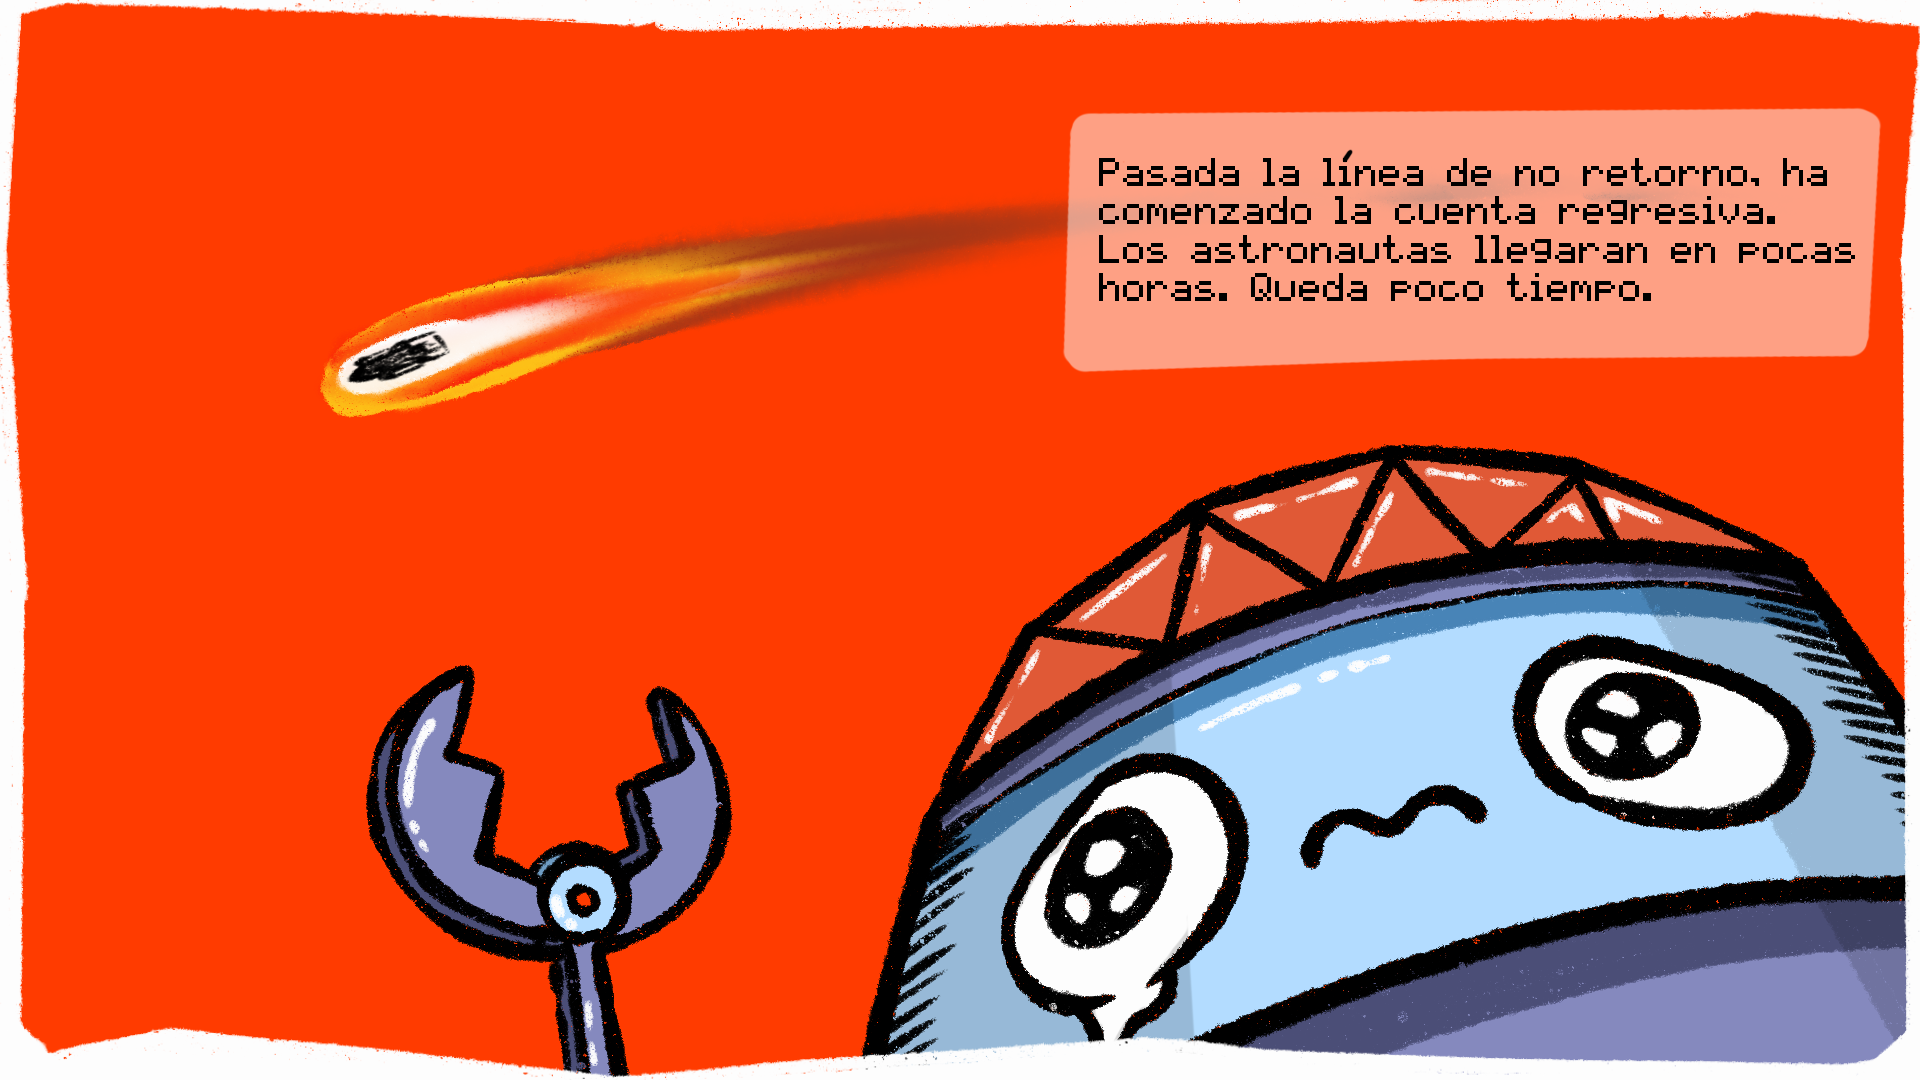 Pasada la línea de no retorno, ha
comenzado la cuenta regresiva.
Los astronautas llegaran en pocas
horas. Queda poco tiempo.